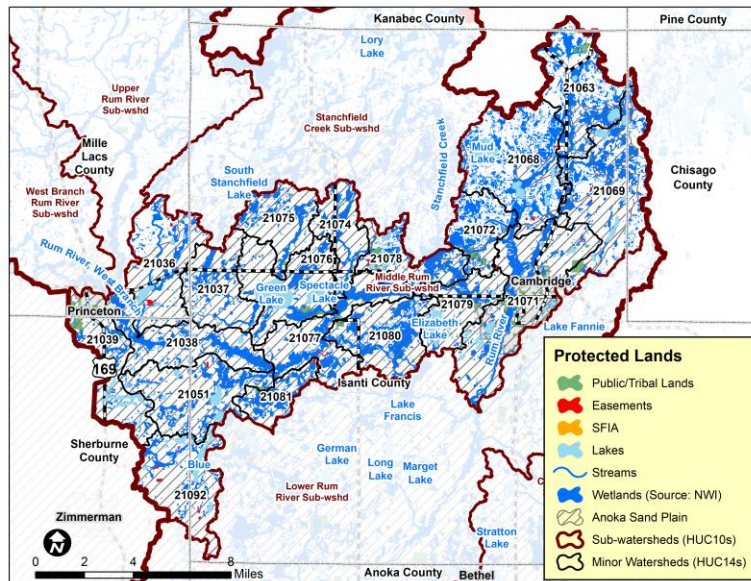 Kanabec County
Pine County
Lory
Lake
Upper
Rum River
Sub-wshd
Stanchfield
Creek Sub-wshd
21063
Mille
Lacs
County
Stanchfield Creek
Mud
Lake
21068
Chisago
County
West Branch
Rum River
Sub-wshd
South
Stanchfield
Lake
21069
21075
21074
21072
Rum River, West Branch
21036
21076
21078
Middle Rum
River Sub-wshd
Cambridge
21037
Green
Lake
Spectacle
Lake
21079
21071
Princeton
21039
21038
21077
21080
Elizabeth
Lake
Rum River
Lake Fannie
169
21051
21081
Isanti County
Lake
Francis
Sherburne
County
Blue
German
Lake
Long
Lake
Marget
Lake
21092
Lower Rum
River Sub-wshd
Zimmerman
Stratton
Lake
N
0 2 4 8
Miles
Anoka County
Bethel
Protected Lands
Public/Tribal Lands
Easements
SFIA
Lakes
Streams
Wetlands (Source: NWI)
Anoka Sand Plain
Sub-watersheds (HUC10s)
Minor Watersheds (HUC14s)